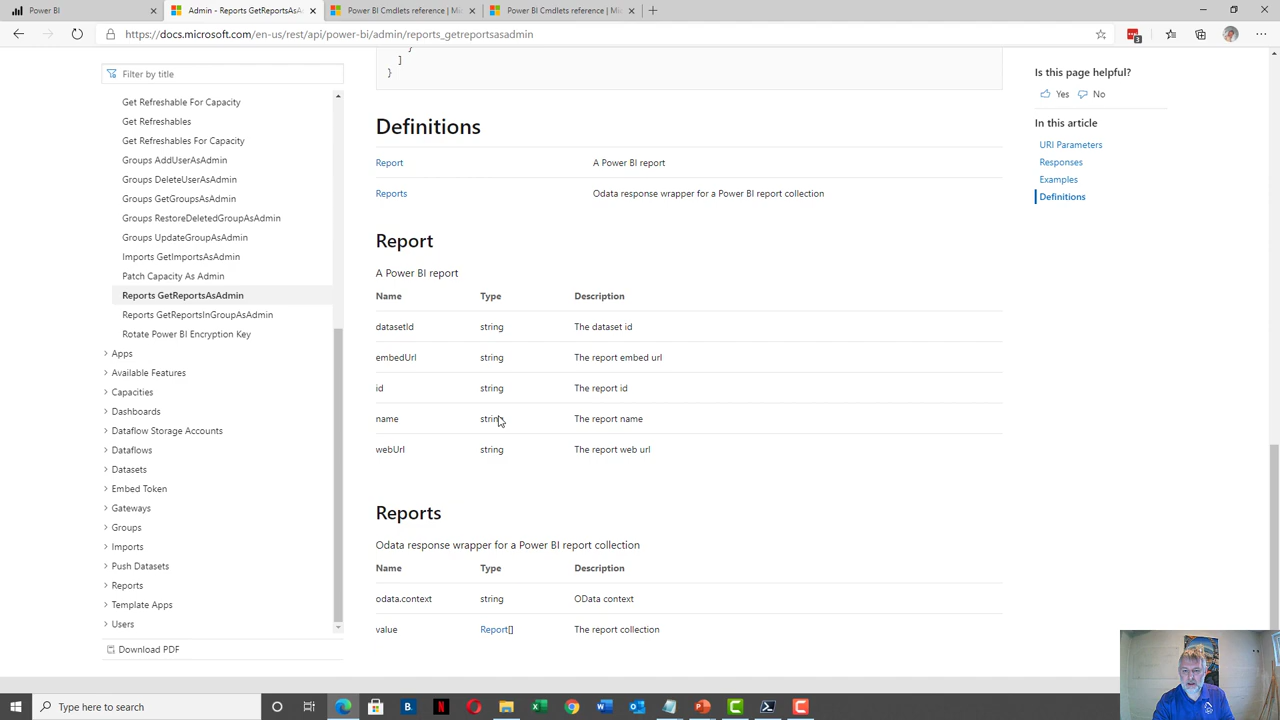 Power BI
Admin - Reports GetReportsAsA
Power BI Cmdlets reference | Mi
Power BI Cmdlets reference | Mi
https://docs.microsoft.com/en-us/rest/api/power-bi/admin/reports_getreportsasadmin
3
Filter by title
Get Refreshable For Capacity
Get Refreshables
Get Refreshables For Capacity
Groups AddUserAsAdmin
Groups DeleteUserAsAdmin
Groups GetGroupsAsAdmin
Groups RestoreDeletedGroupAsAdmin
Groups UpdateGroupAsAdmin
Imports GetImportsAsAdmin
Patch Capacity As Admin
Reports GetReportsAsAdmin
Reports GetReportsInGroupAsAdmin
Rotate Power BI Encryption Key
Apps
Available Features
Capacities
Dashboards
Dataflow Storage Accounts
Dataflows
Datasets
Embed Token
Gateways
Groups
Imports
Push Datasets
Reports
Template Apps
Users
Download PDF
}
]
}
Definitions
Report A Power BI report
Reports Odata response wrapper for a Power BI report collection
Report
A Power BI report
Name Type Description
datasetId string The dataset id
embedUrl string The report embed url
id string The report id
name string The report name
webUrl string The report web url
Reports
Odata response wrapper for a Power BI report collection
Name Type Description
odata.context string OData context
value Report[] The report collection
Is this page helpful?
Yes No
In this article
URI Parameters
Responses
Examples
Definitions
Type here to search